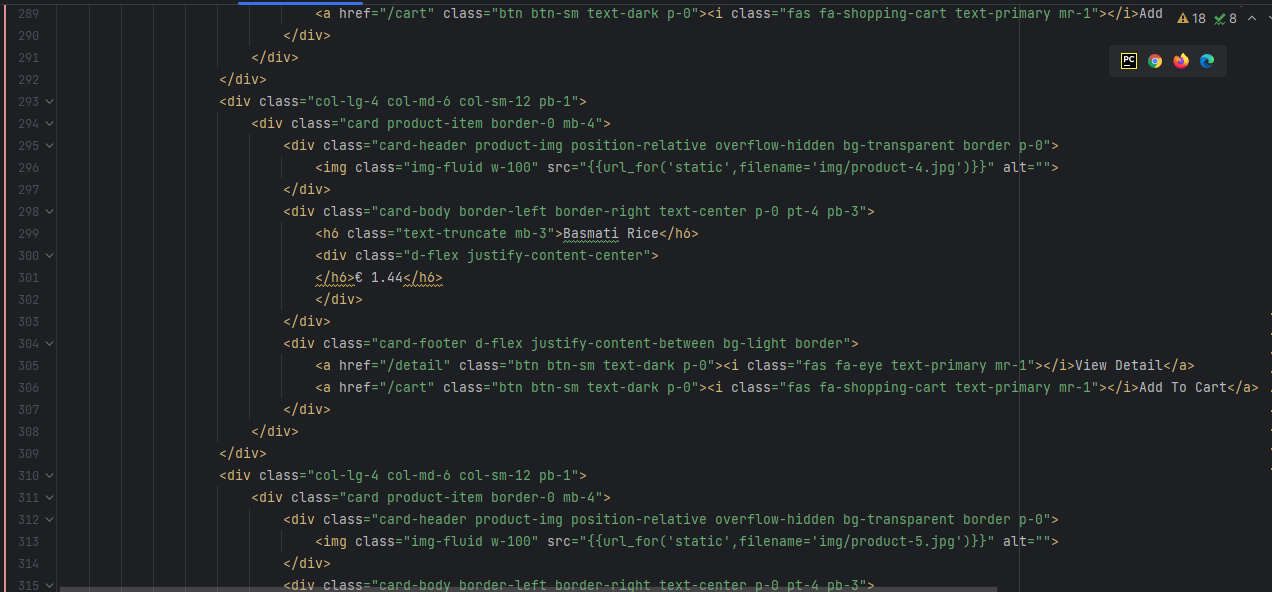 289 <a href="/cart" class="btn btn-sm text-dark p-0"><i class="fas fa-shopping-cart text-primary mr-1"></i>Add
18 8
290 </div>
291 </div>
292 </div>
293 <div class="col-lg-4 col-md-6 col-sm-12 pb-1">
294 <div class="card product-item border-0 mb-4">
295 <div class="card-header product-img position-relative overflow-hidden bg-transparent border p-0">
296 <img class="img-fluid w-100" src="{{url_for('static',filename='img/product-4.jpg')}}" alt="">
297 </div>
298 <div class="card-body border-left border-right text-center p-0 pt-4 pb-3">
299 <h6 class="text-truncate mb-3">Basmati Rice</h6>
300 <div class="d-flex justify-content-center">
301 </h6>€ 1.44</h6>
302 </div>
303 </div>
304 <div class="card-footer d-flex justify-content-between bg-light border">
305 <a href="/detail" class="btn btn-sm text-dark p-0"><i class="fas fa-eye text-primary mr-1"></i>View Detail</a>
306 <a href="/cart" class="btn btn-sm text-dark p-0"><i class="fas fa-shopping-cart text-primary mr-1"></i>Add To Cart</a>
307 </div>
308 </div>
309 </div>
310 <div class="col-lg-4 col-md-6 col-sm-12 pb-1">
311 <div class="card product-item border-0 mb-4">
312 <div class="card-header product-img position-relative overflow-hidden bg-transparent border p-0">
313 <img class="img-fluid w-100" src="{{url_for('static',filename='img/product-5.jpg')}}" alt="">
314 </div>
315 <div class="card-body border-left border-right text-center p-0 pt-4 pb-3">
PC